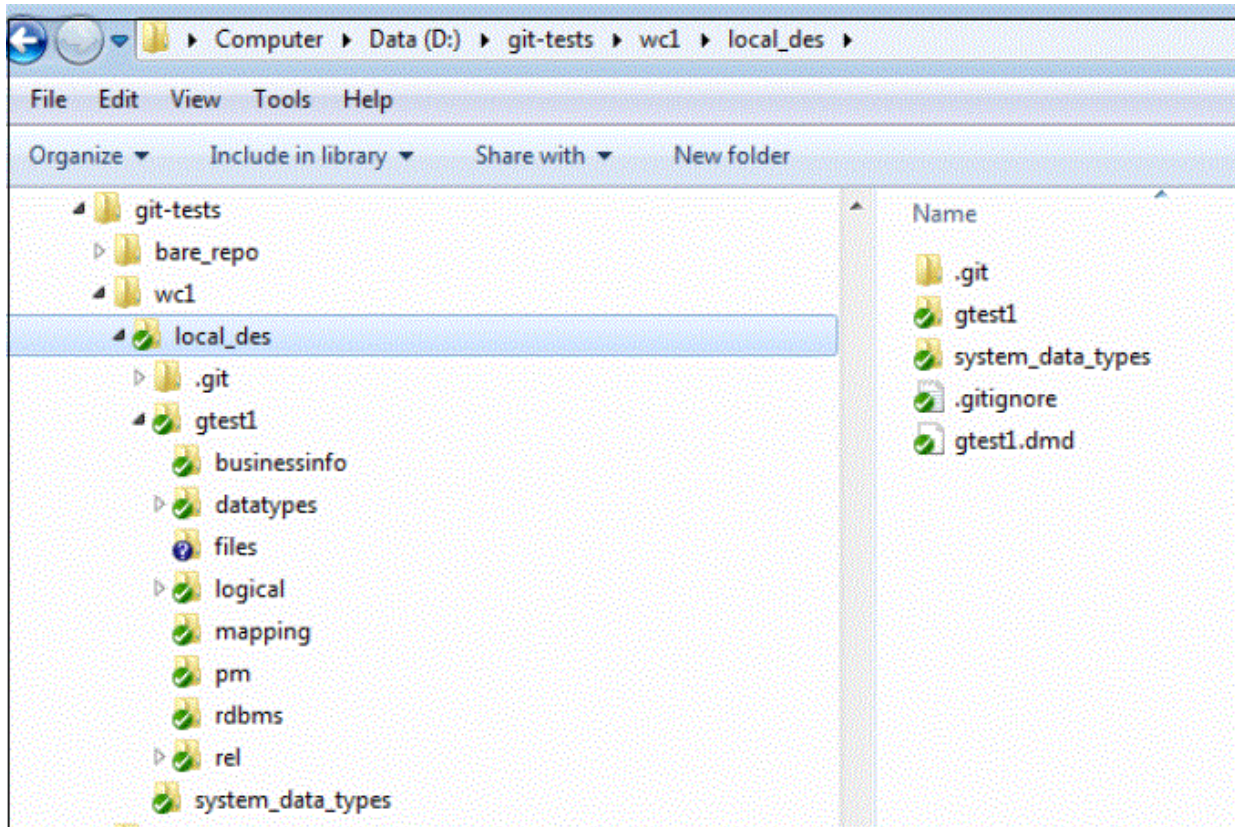 Computer Data (D:) git-tests wc1 local_des
File Edit View Tools Help
Organize Include in library Share with New folder
git-tests
bare_repo
wc1
local_des
.git
gtest1
businessinfo
datatypes
files
logical
mapping
pm
rdbms
rel
system_data_types
Name
.git
gtest1
system_data_types
.gitignore
gtest1.dmd